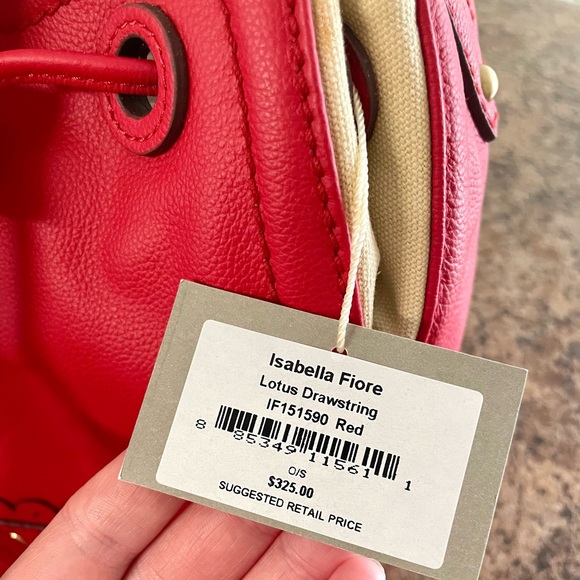 Isabella Fiore
Lotus Drawstring
IF151590 Red
8 85349 11561 1
O/S
$325.00
SUGGESTED RETAIL PRICE